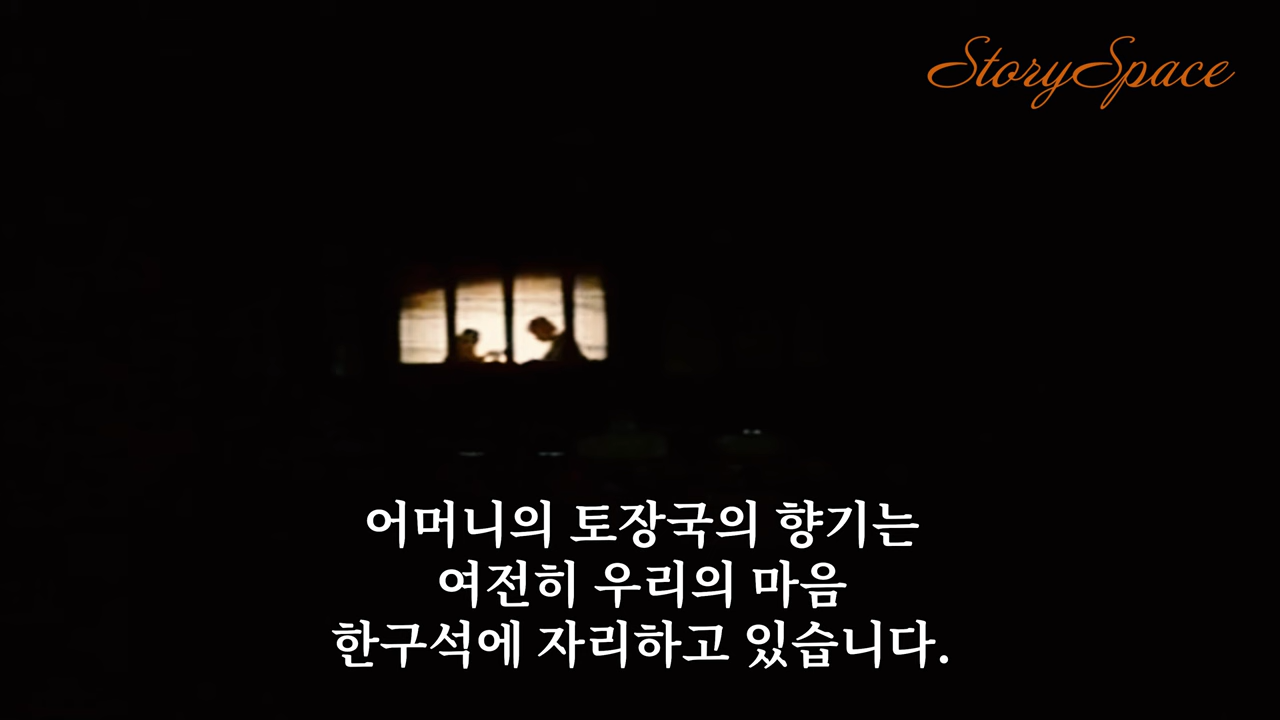 StorySpace
어머니의 토장국의 향기는
여전히 우리의 마음
한구석에 자리하고 있습니다.